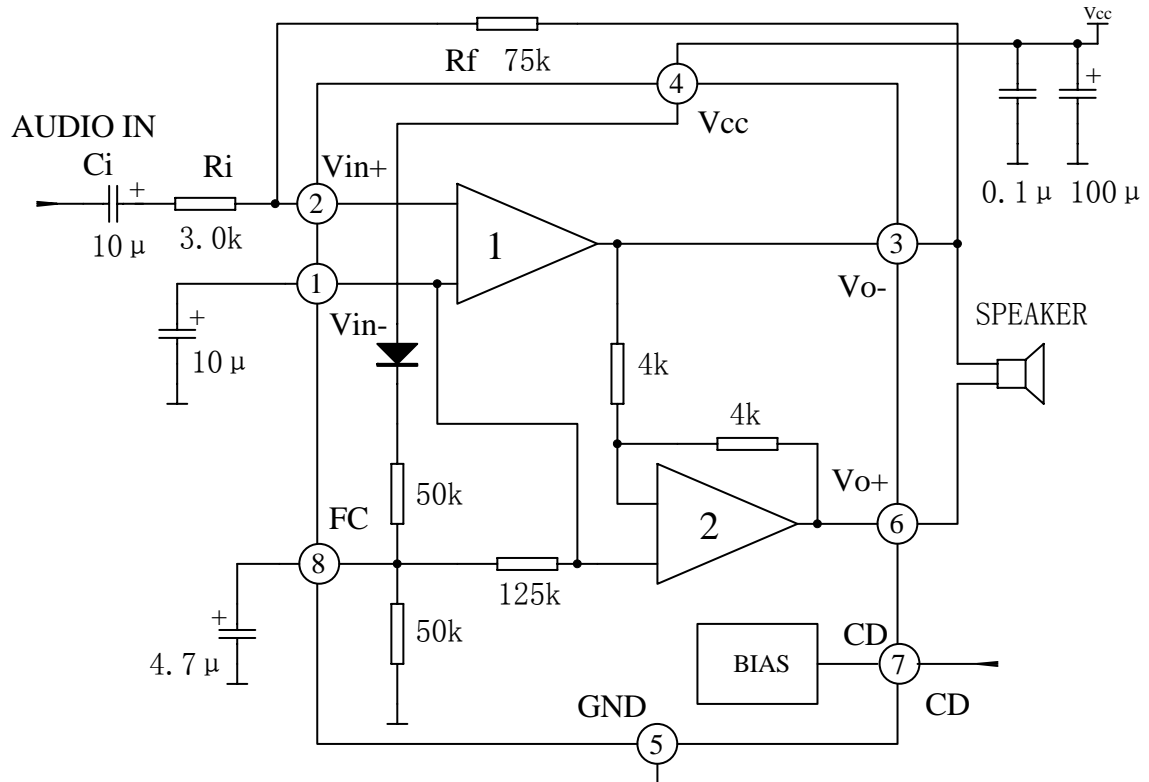 Vcc
Rf 75k
4
Vcc
0.1μ 100μ
AUDIO IN
Ci
+
10μ
Ri
3.0k
Vin+
2
1
3
Vo-
1
Vin-
+
10μ
+
SPEAKER
4k
4k
50k
Vo+
2
6
FC
8
125k
+
4.7μ
50k
BIAS
CD
7
CD
GND
5